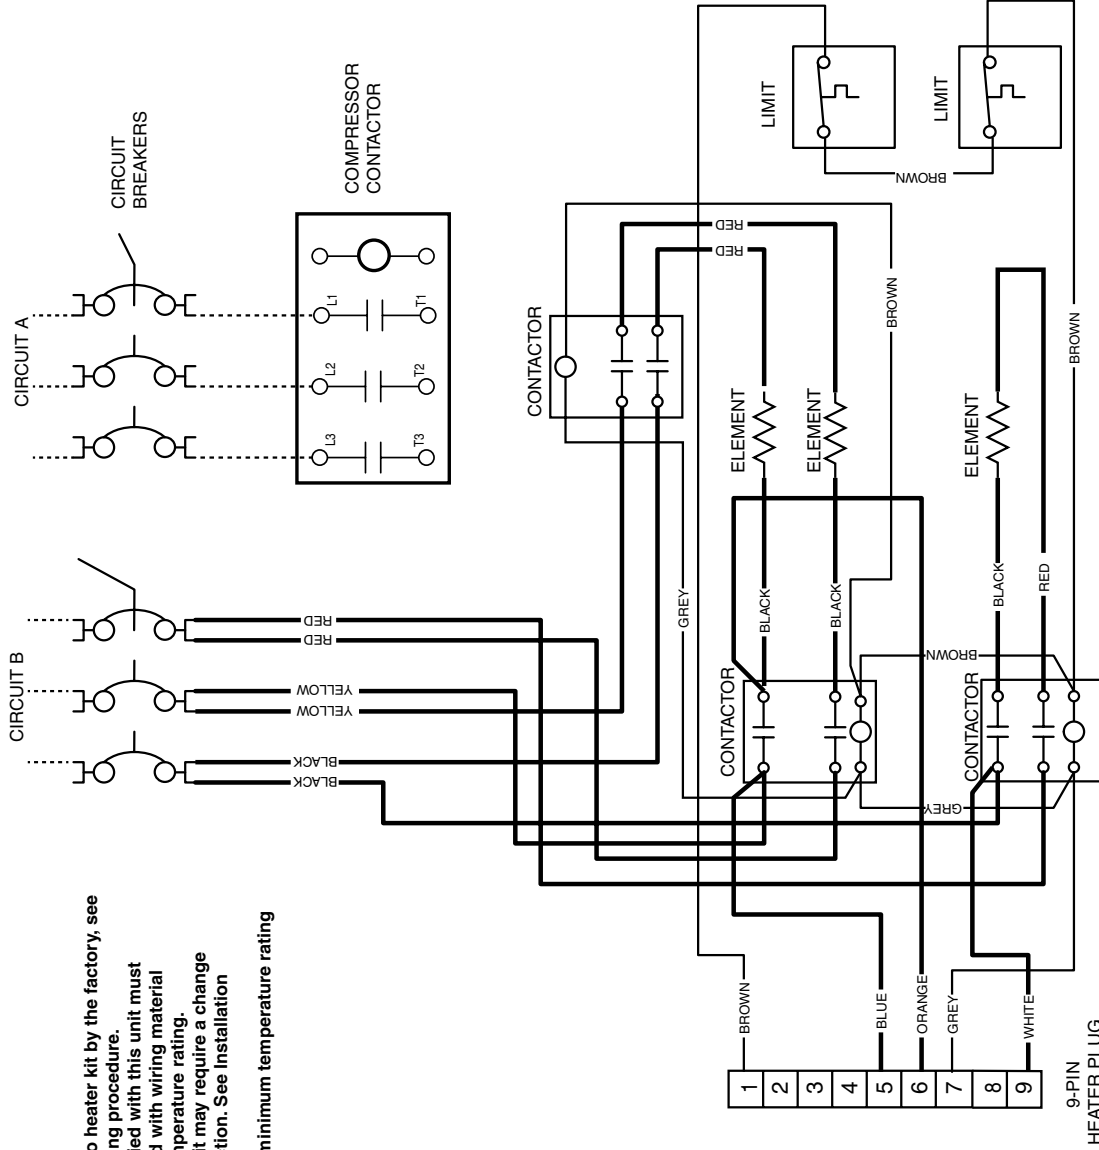 o heater kit by the factory, see
ng procedure.
ied with this unit must
d with wiring material
perature rating.
it may require a change
tion. See Installation
minimum temperature rating
CIRCUIT B
CIRCUIT A
CIRCUIT
BREAKERS
COMPRESSOR
CONTACTOR
L3
L2
L1
T3
T2
T1
BLACK
BLACK
YELLOW
YELLOW
RED
RED
CONTACTOR
RED
RED
LIMIT
LIMIT
BROWN
BROWN
BROWN
ELEMENT
ELEMENT
ELEMENT
GREY
BLACK
BLACK
BLACK
RED
CONTACTOR
CONTACTOR
BROWN
GREY
BROWN
BLUE
ORANGE
GREY
WHITE
1
2
3
4
5
6
7
8
9
9-PIN
HEATER PLUG